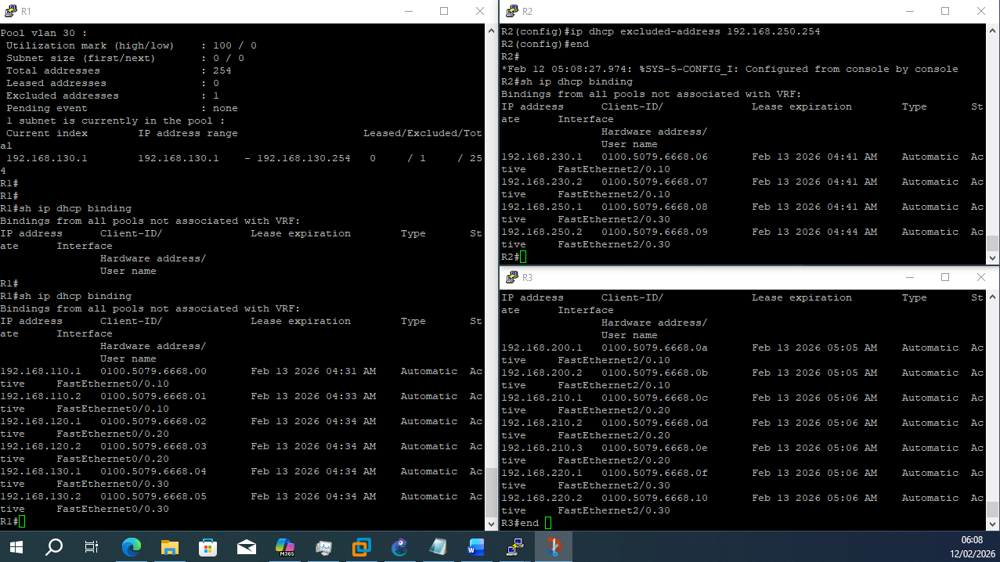 R1
Pool vlan 30 :
 Utilization mark (high/low)    : 100 / 0
 Subnet size (first/next)       : 0 / 0
 Total addresses                : 254
 Leased addresses               : 0
 Excluded addresses             : 1
 Pending event                  : none
 1 subnet is currently in the pool :
 Current index        IP address range                    Leased/Excluded/Tot
al
 192.168.130.1        192.168.130.1    - 192.168.130.254   0     / 1     / 25
4
R1#
R1#
R1#sh ip dhcp binding
Bindings from all pools not associated with VRF:
IP address      Client-ID/              Lease expiration        Type       St
ate      Interface
                Hardware address/
                User name
R1#
R1#sh ip dhcp binding
Bindings from all pools not associated with VRF:
IP address      Client-ID/              Lease expiration        Type       St
ate      Interface
                Hardware address/
                User name
192.168.110.1   0100.5079.6668.00       Feb 13 2026 04:31 AM    Automatic  Ac
tive     FastEthernet0/0.10
192.168.110.2   0100.5079.6668.01       Feb 13 2026 04:33 AM    Automatic  Ac
tive     FastEthernet0/0.10
192.168.120.1   0100.5079.6668.02       Feb 13 2026 04:34 AM    Automatic  Ac
tive     FastEthernet0/0.20
192.168.120.2   0100.5079.6668.03       Feb 13 2026 04:34 AM    Automatic  Ac
tive     FastEthernet0/0.20
192.168.130.1   0100.5079.6668.04       Feb 13 2026 04:34 AM    Automatic  Ac
tive     FastEthernet0/0.30
192.168.130.2   0100.5079.6668.05       Feb 13 2026 04:34 AM    Automatic  Ac
tive     FastEthernet0/0.30
R1#
R2
R2(config)#ip dhcp excluded-address 192.168.250.254
R2(config)#end
R2#
*Feb 12 05:08:27.974: %SYS-5-CONFIG_I: Configured from console by console
R2#sh ip dhcp binding
Bindings from all pools not associated with VRF:
IP address      Client-ID/              Lease expiration        Type       St
ate      Interface
                Hardware address/
                User name
192.168.230.1   0100.5079.6668.06       Feb 13 2026 04:41 AM    Automatic  Ac
tive     FastEthernet2/0.10
192.168.230.2   0100.5079.6668.07       Feb 13 2026 04:41 AM    Automatic  Ac
tive     FastEthernet2/0.10
192.168.250.1   0100.5079.6668.08       Feb 13 2026 04:41 AM    Automatic  Ac
tive     FastEthernet2/0.30
192.168.250.2   0100.5079.6668.09       Feb 13 2026 04:44 AM    Automatic  Ac
tive     FastEthernet2/0.30
R2#
R3
IP address      Client-ID/              Lease expiration        Type       St
ate      Interface
                Hardware address/
                User name
192.168.200.1   0100.5079.6668.0a       Feb 13 2026 05:05 AM    Automatic  Ac
tive     FastEthernet2/0.10
192.168.200.2   0100.5079.6668.0b       Feb 13 2026 05:05 AM    Automatic  Ac
tive     FastEthernet2/0.10
192.168.210.1   0100.5079.6668.0c       Feb 13 2026 05:06 AM    Automatic  Ac
tive     FastEthernet2/0.20
192.168.210.2   0100.5079.6668.0d       Feb 13 2026 05:06 AM    Automatic  Ac
tive     FastEthernet2/0.20
192.168.210.3   0100.5079.6668.0e       Feb 13 2026 05:06 AM    Automatic  Ac
tive     FastEthernet2/0.20
192.168.220.1   0100.5079.6668.0f       Feb 13 2026 05:06 AM    Automatic  Ac
tive     FastEthernet2/0.30
192.168.220.2   0100.5079.6668.10       Feb 13 2026 05:06 AM    Automatic  Ac
tive     FastEthernet2/0.30
R3#end
M365
W
06:08
12/02/2026